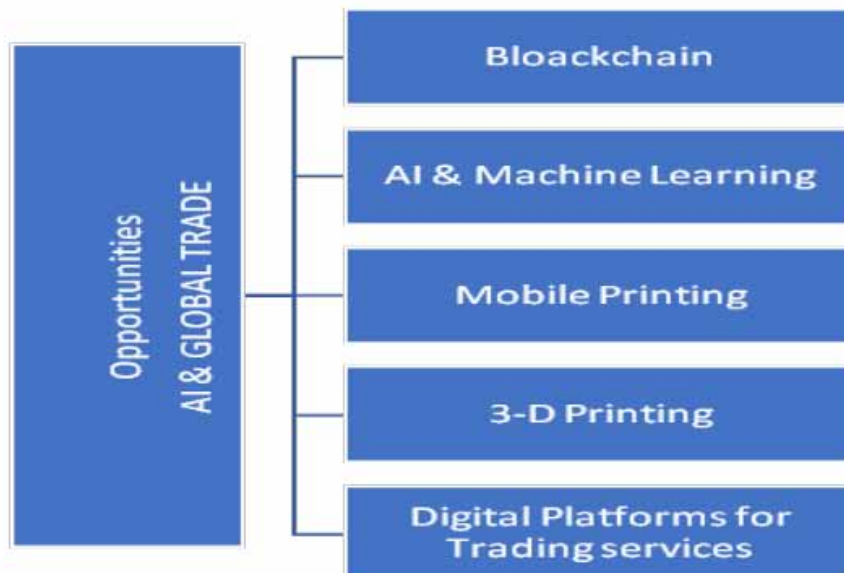 Opportunities
AI & GLOBAL TRADE
Bloackchain
AI & Machine Learning
Mobile Printing
3-D Printing
Digital Platforms for
Trading services